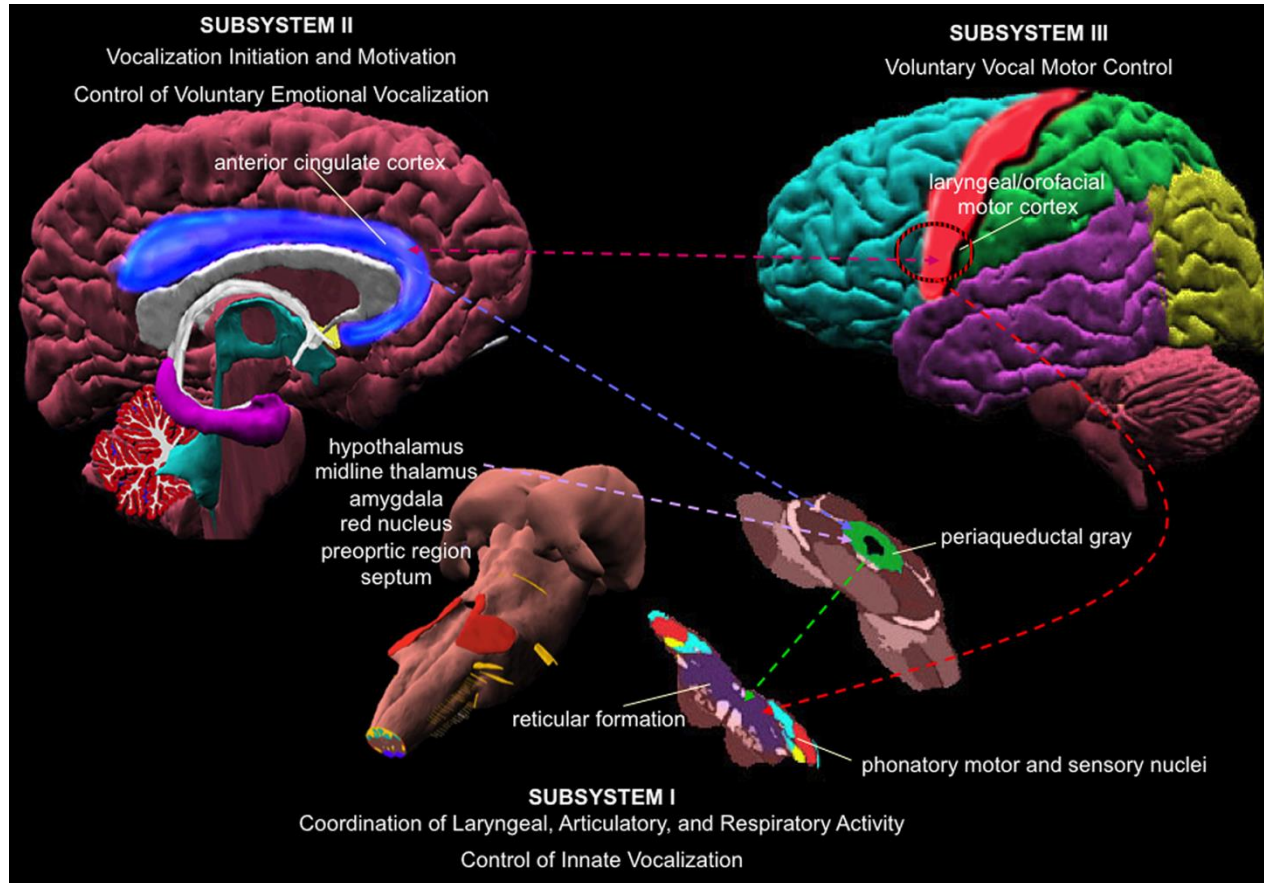 SUBSYSTEM II
Vocalization Initiation and Motivation
Control of Voluntary Emotional Vocalization
anterior cingulate cortex
SUBSYSTEM III
Voluntary Vocal Motor Control
laryngeal/orofacial
motor cortex
hypothalamus
midline thalamus
amygdala
red nucleus
preoprtic region
septum
periaqueductal gray
reticular formation
phonatory motor and sensory nuclei
SUBSYSTEM I
Coordination of Laryngeal, Articulatory, and Respiratory Activity
Control of Innate Vocalization